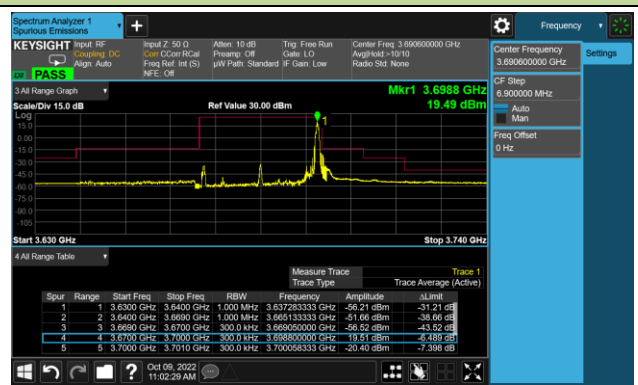 Spectrum Analyzer 1
Spurious Emissions
Frequency
KEYSIGHT Input: RF Input Z: 50 Ω Atten: 10 dB Trig: Free Run Center Freq: 3.690600000 GHz
Coupling: DC Corr CCorr RCal Preamp: Off Gate: LO Avg|Hold:>10/10
Align: Auto Freq Ref: Int (S) µW Path: Standard IF Gain: Low Radio Std: None
NFE: Off
PASS
Center Frequency
3.690600000 GHz
Settings
CF Step
6.900000 MHz
Auto
Man
Freq Offset
0 Hz
3 All Range Graph
Mkr1 3.6988 GHz
Scale/Div 15.0 dB Ref Value 30.00 dBm 19.49 dBm
Log
15.0
0.00
-15.0
-30.0
-45.0
-60.0
-75.0
-90.0
-105
1
Start 3.630 GHz Stop 3.740 GHz
4 All Range Table
Measure Trace Trace 1
Trace Type Trace Average (Active)
Spur Range Start Freq Stop Freq RBW Frequency Amplitude ΔLimit
1 1 3.6300 GHz 3.6400 GHz 1.000 MHz 3.637283333 GHz -56.21 dBm -31.21 dB
2 2 3.6400 GHz 3.6690 GHz 1.000 MHz 3.665133333 GHz -51.66 dBm -38.66 dB
3 3 3.6690 GHz 3.6700 GHz 300.0 kHz 3.669050000 GHz -56.52 dBm -43.52 dB
4 4 3.6700 GHz 3.7000 GHz 300.0 kHz 3.698800000 GHz 19.51 dBm -6.489 dB
5 5 3.7000 GHz 3.7010 GHz 300.0 kHz 3.700058333 GHz -20.40 dBm -7.398 dB
Oct 09, 2022
11:02:29 AM